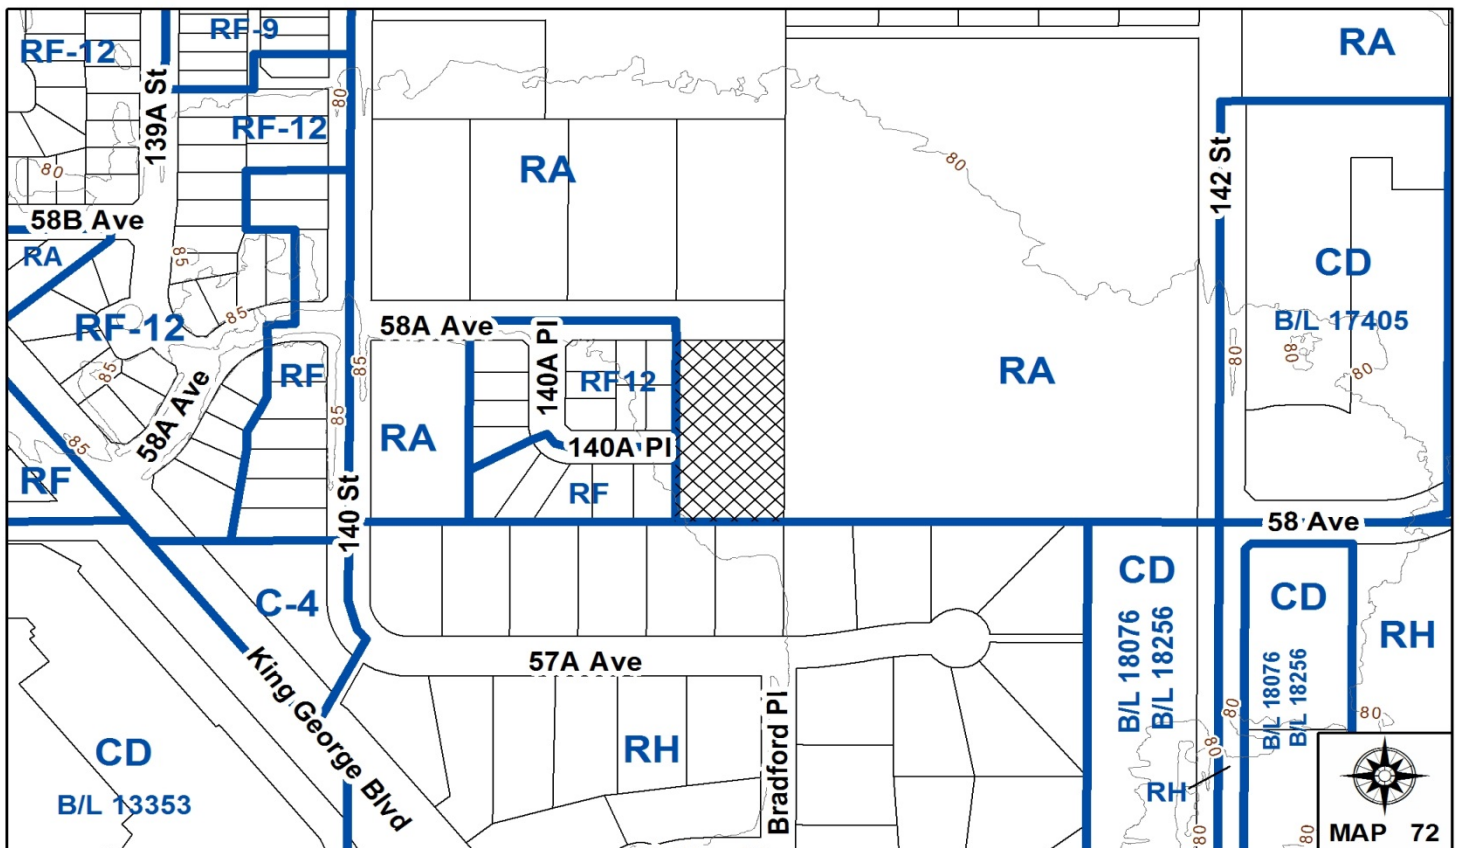 RF-9
RF-12
RA
139A St
80
RF-12
80
80
RA
142 St
58B Ave
RA
85
CD
B/L 17405
85
58A Ave
RF-12
140A Pl
80
80
80
85
85
RF
RF12
RA
58A Ave
85
RA
140A Pl
85
RF
RF
140 St
58 Ave
C-4
CD
B/L 18076
B/L 18256
CD
B/L 18076
B/L 18256
RH
57A Ave
King George Blvd
Bradford Pl
RH
CD
B/L 13353
80
80
80
RH
80
80
MAP 72